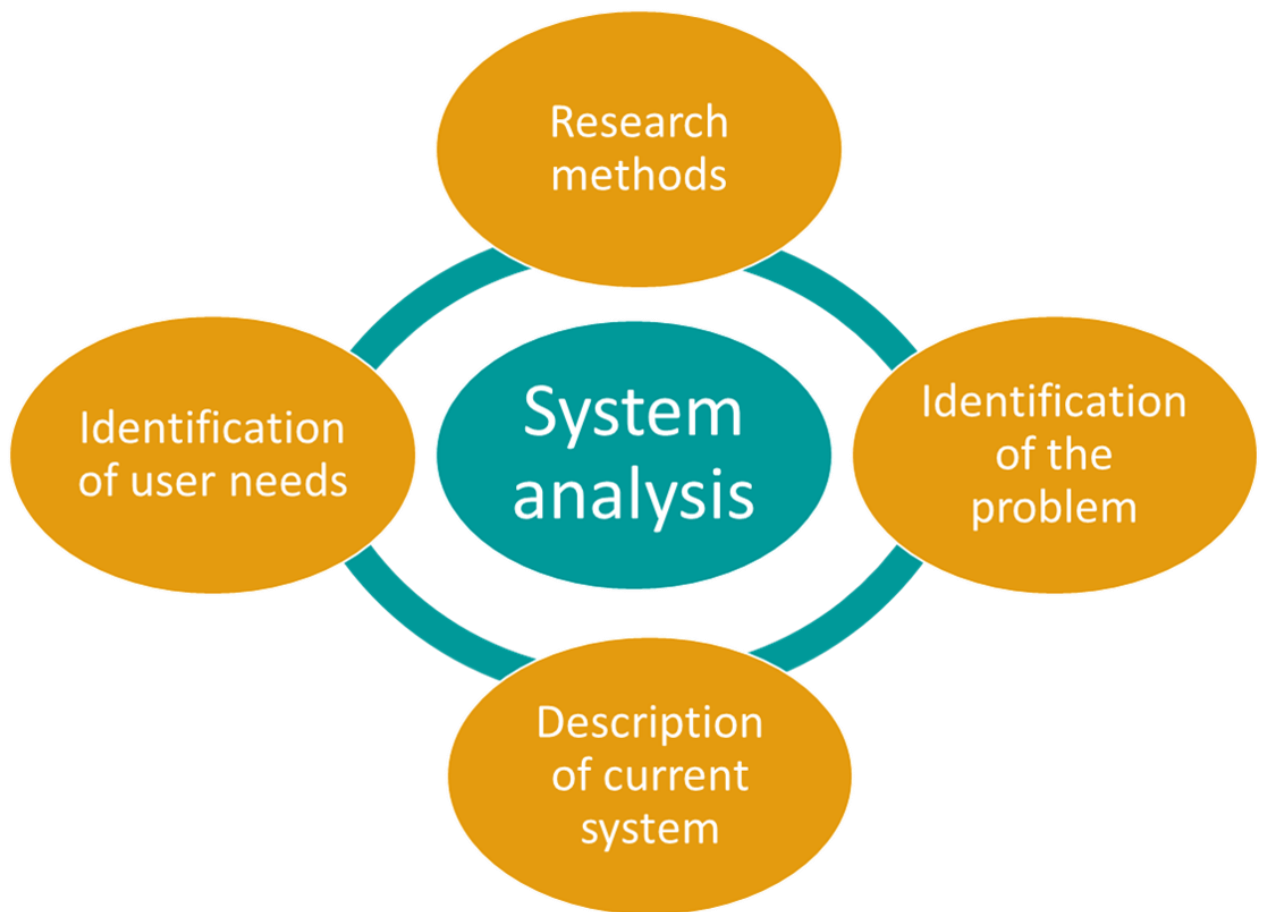 Research
methods
Identification
of user needs
System
analysis
Identification
of the
problem
Description
of current
system